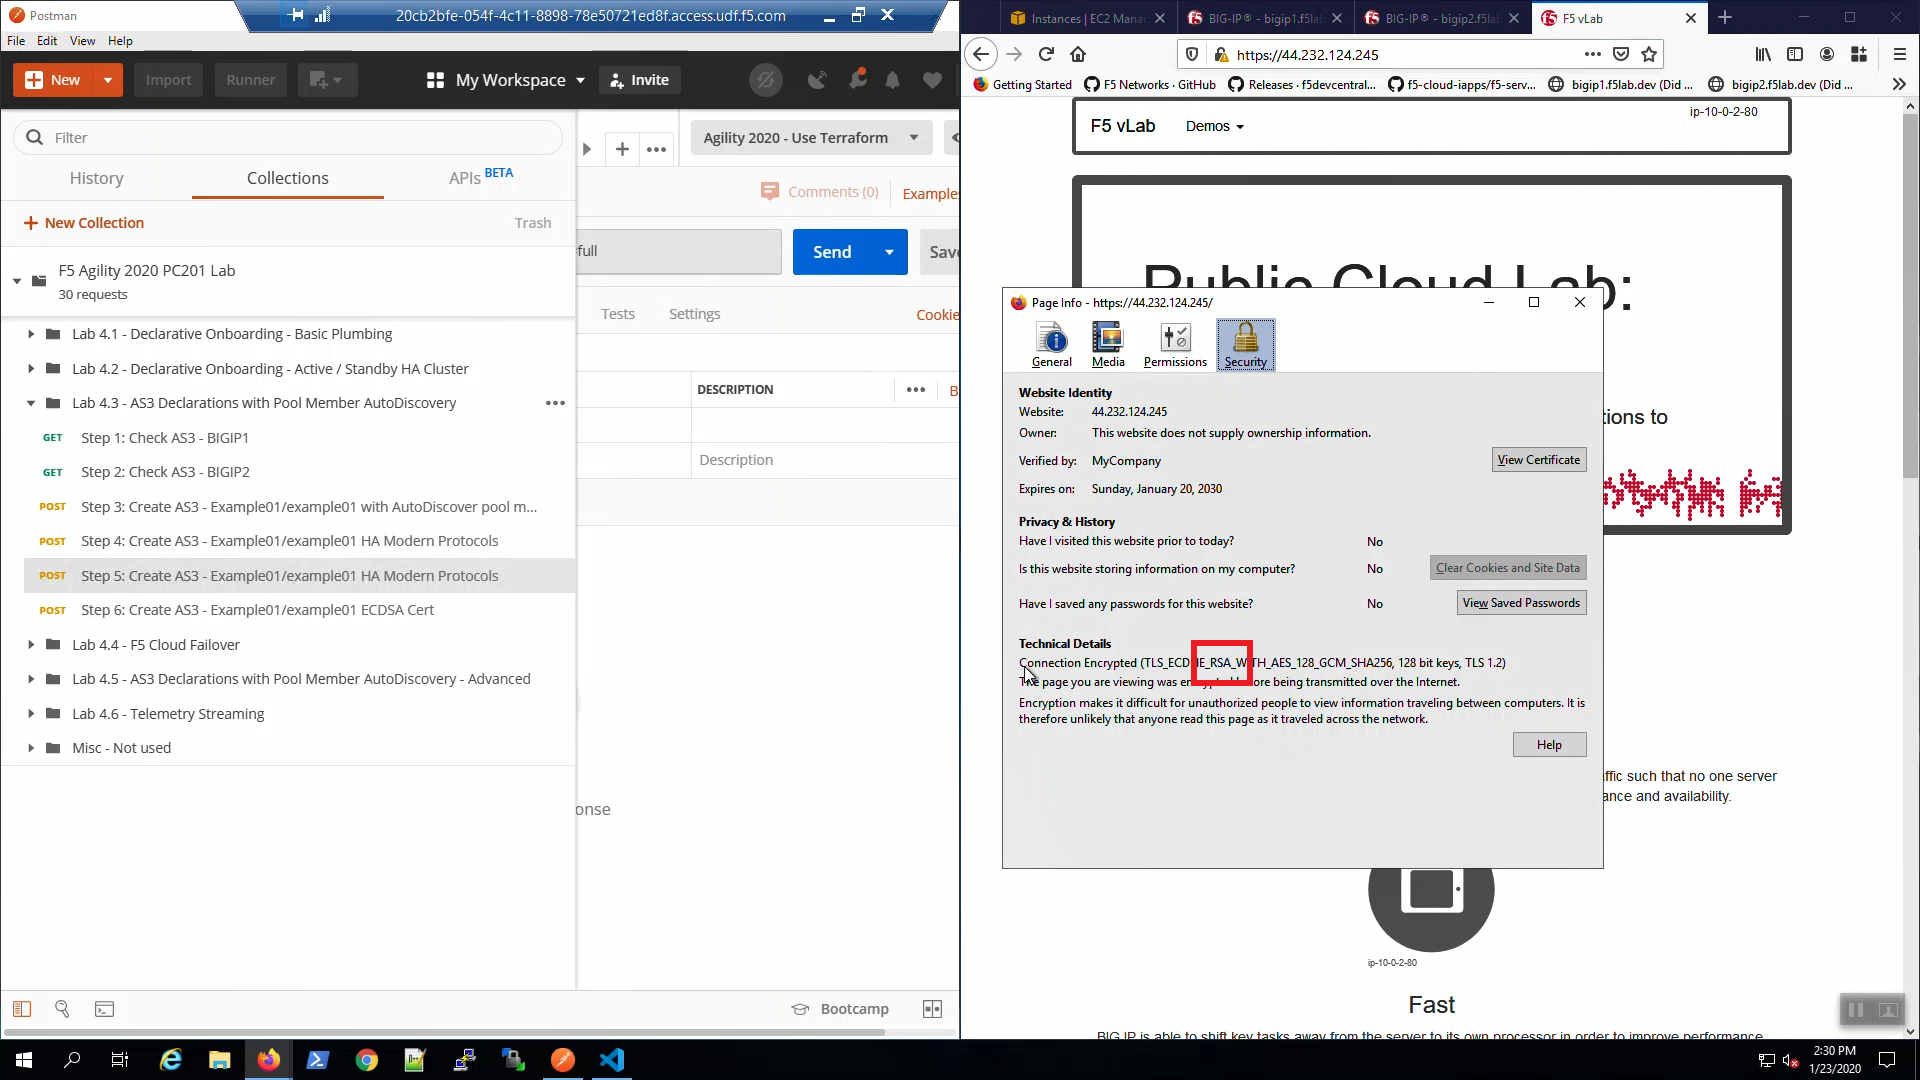 Postman
20cb2bfe-054f-4c11-8898-78e50721ed8f.access.udf.f5.com
File Edit View Help
New
Import
Runner
My Workspace
Invite
Filter
History
Collections
APIs BETA
New Collection
Trash
F5 Agility 2020 PC201 Lab
30 requests
Lab 4.1 - Declarative Onboarding - Basic Plumbing
Lab 4.2 - Declarative Onboarding - Active / Standby HA Cluster
Lab 4.3 - AS3 Declarations with Pool Member AutoDiscovery
GET Step 1: Check AS3 - BIGIP1
GET Step 2: Check AS3 - BIGIP2
POST Step 3: Create AS3 - Example01/example01 with AutoDiscover pool m...
POST Step 4: Create AS3 - Example01/example01 HA Modern Protocols
POST Step 5: Create AS3 - Example01/example01 HA Modern Protocols
POST Step 6: Create AS3 - Example01/example01 ECDSA Cert
Lab 4.4 - F5 Cloud Failover
Lab 4.5 - AS3 Declarations with Pool Member AutoDiscovery - Advanced
Lab 4.6 - Telemetry Streaming
Misc - Not used
Agility 2020 - Use Terraform
Comments (0)
Examples
full
Send
Save
Tests
Settings
Cookie
DESCRIPTION
B
Description
onse
Bootcamp
Instances | EC2 Mana
BIG-IP® - bigip1.f5lab.
BIG-IP® - bigip2.f5lab
F5 vLab
https://44.232.124.245
Getting Started
F5 Networks · GitHub
Releases · f5devcentral...
f5-cloud-iapps/f5-serv...
bigip1.f5lab.dev (Did ...
bigip2.f5lab.dev (Did ...
F5 vLab
Demos
ip-10-0-2-80
Public Cloud Lab:
Page Info - https://44.232.124.245/
General
Media
Permissions
Security
Website Identity
Website: 44.232.124.245
Owner: This website does not supply ownership information.
Verified by: MyCompany
View Certificate
Expires on: Sunday, January 20, 2030
Privacy & History
Have I visited this website prior to today? No
Is this website storing information on my computer? No
Clear Cookies and Site Data
Have I saved any passwords for this website? No
View Saved Passwords
Technical Details
Connection Encrypted (TLS_ECDHE_RSA_WITH_AES_128_GCM_SHA256, 128 bit keys, TLS 1.2)
The page you are viewing was encrypted before being transmitted over the Internet.
Encryption makes it difficult for unauthorized people to view information traveling between computers. It is
therefore unlikely that anyone read this page as it traveled across the network.
Help
tions to
ffic such that no one server
ance and availability.
ip-10-0-2-80
Fast
BIG IP is able to shift key tasks away from the server to its own processor in order to improve performance
2:30 PM
1/23/2020